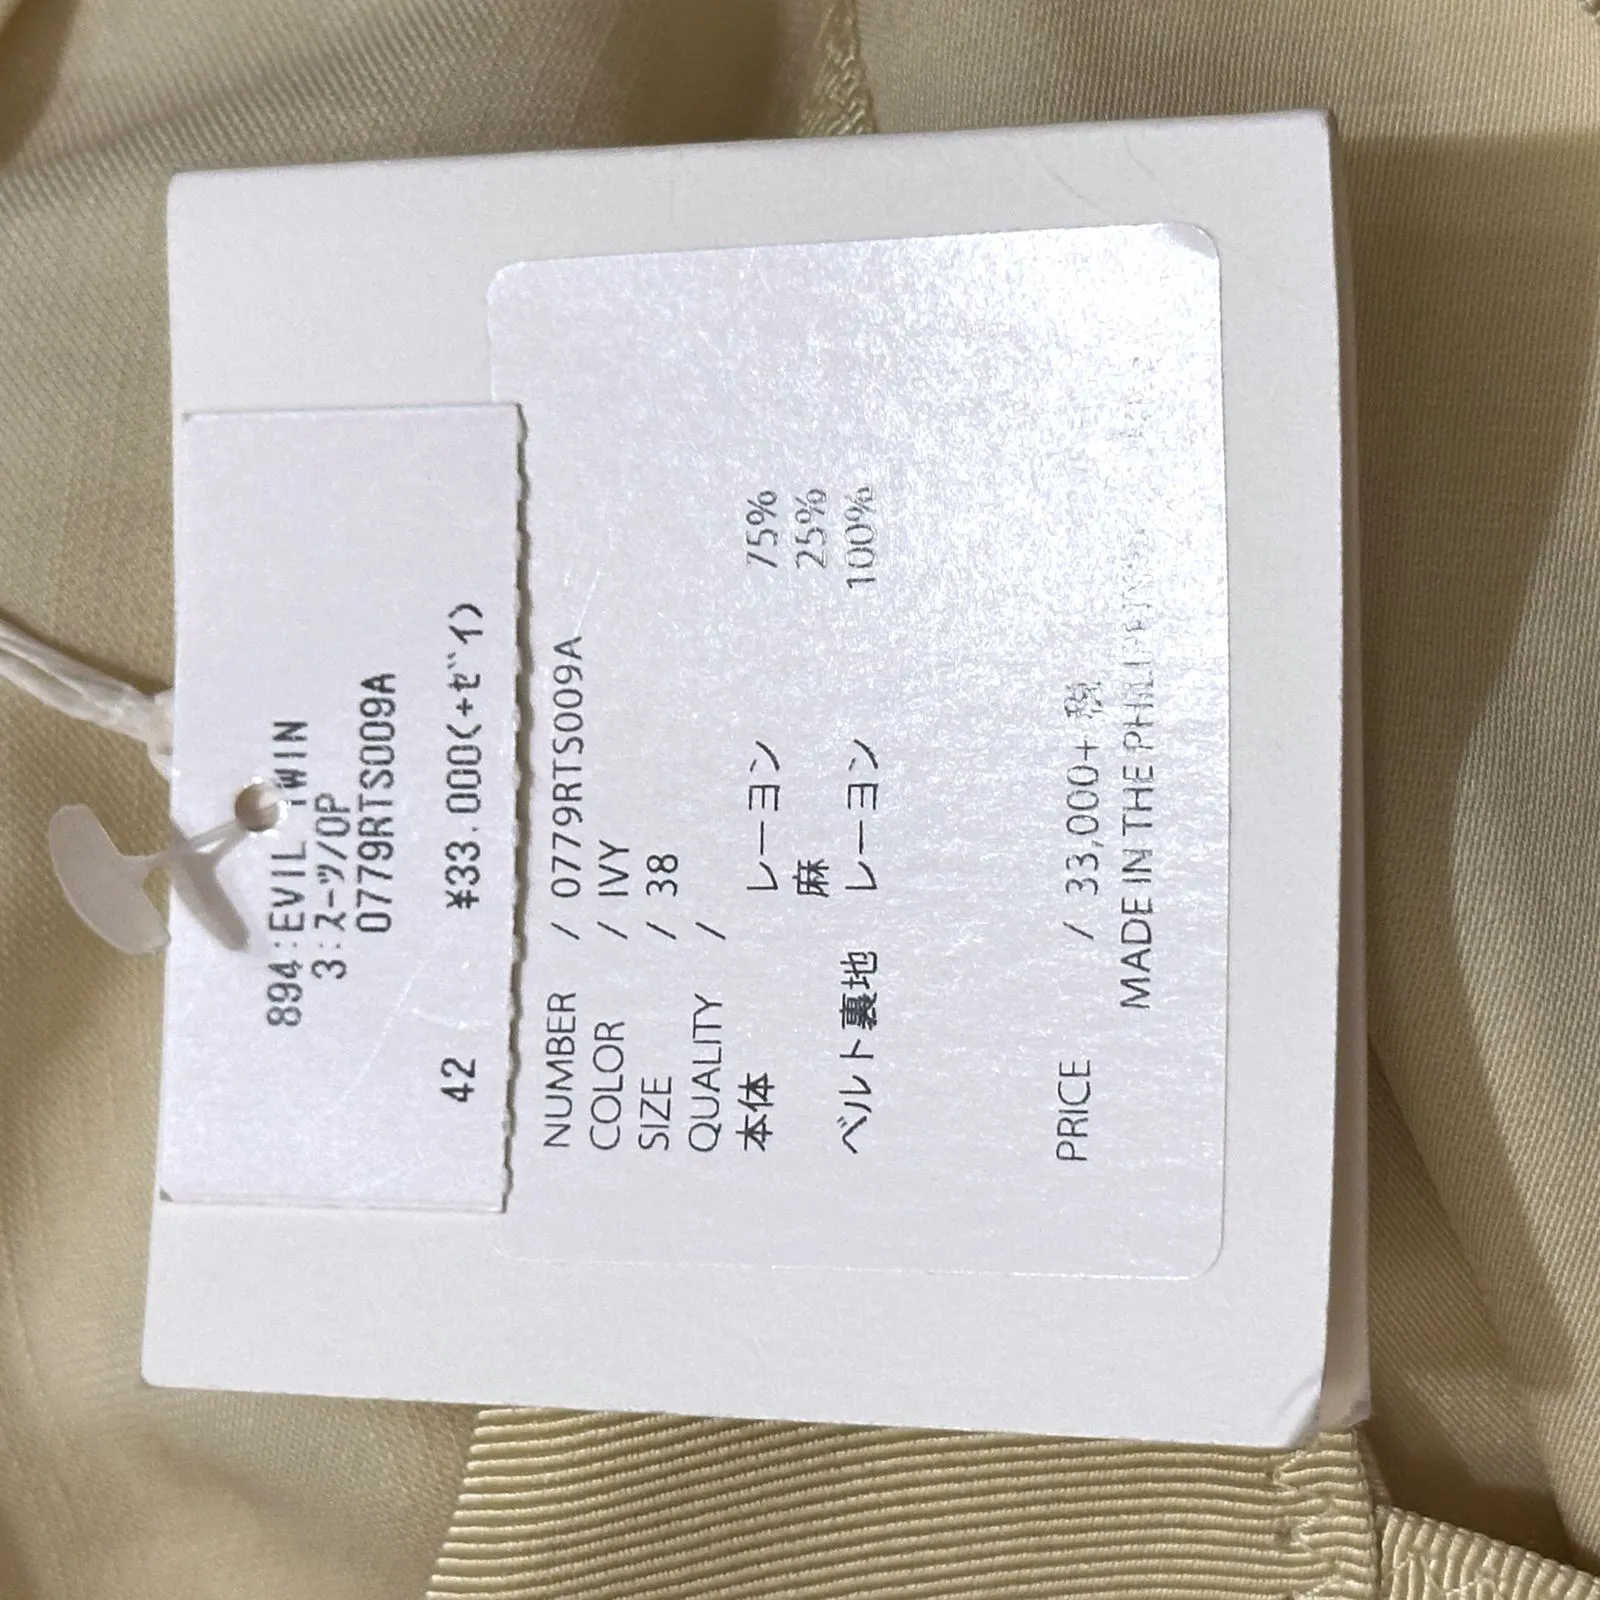 894:EVIL TWIN
3:スーツ/OP
0779RTS009A
42 ¥33.000(+ゼイ)
NUMBER / 0779RTS009A
COLOR / IVY
SIZE / 38
QUALITY /
本体 レーヨン 75%
麻 25%
ベルト裏地 レーヨン 100%
PRICE / 33,000+ 税
MADE IN THE PHILIPPINES